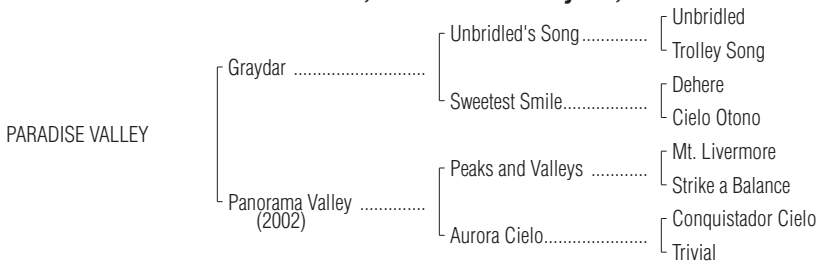 Unbridled
Unbridled's Song ..............
Trolley Song
Graydar ............................
Dehere
Sweetest Smile..................
Cielo Otono
PARADISE VALLEY
Mt. Livermore
Peaks and Valleys ............
Strike a Balance
Panorama Valley ..............
(2002)
Conquistador Cielo
Aurora Cielo......................
Trivial